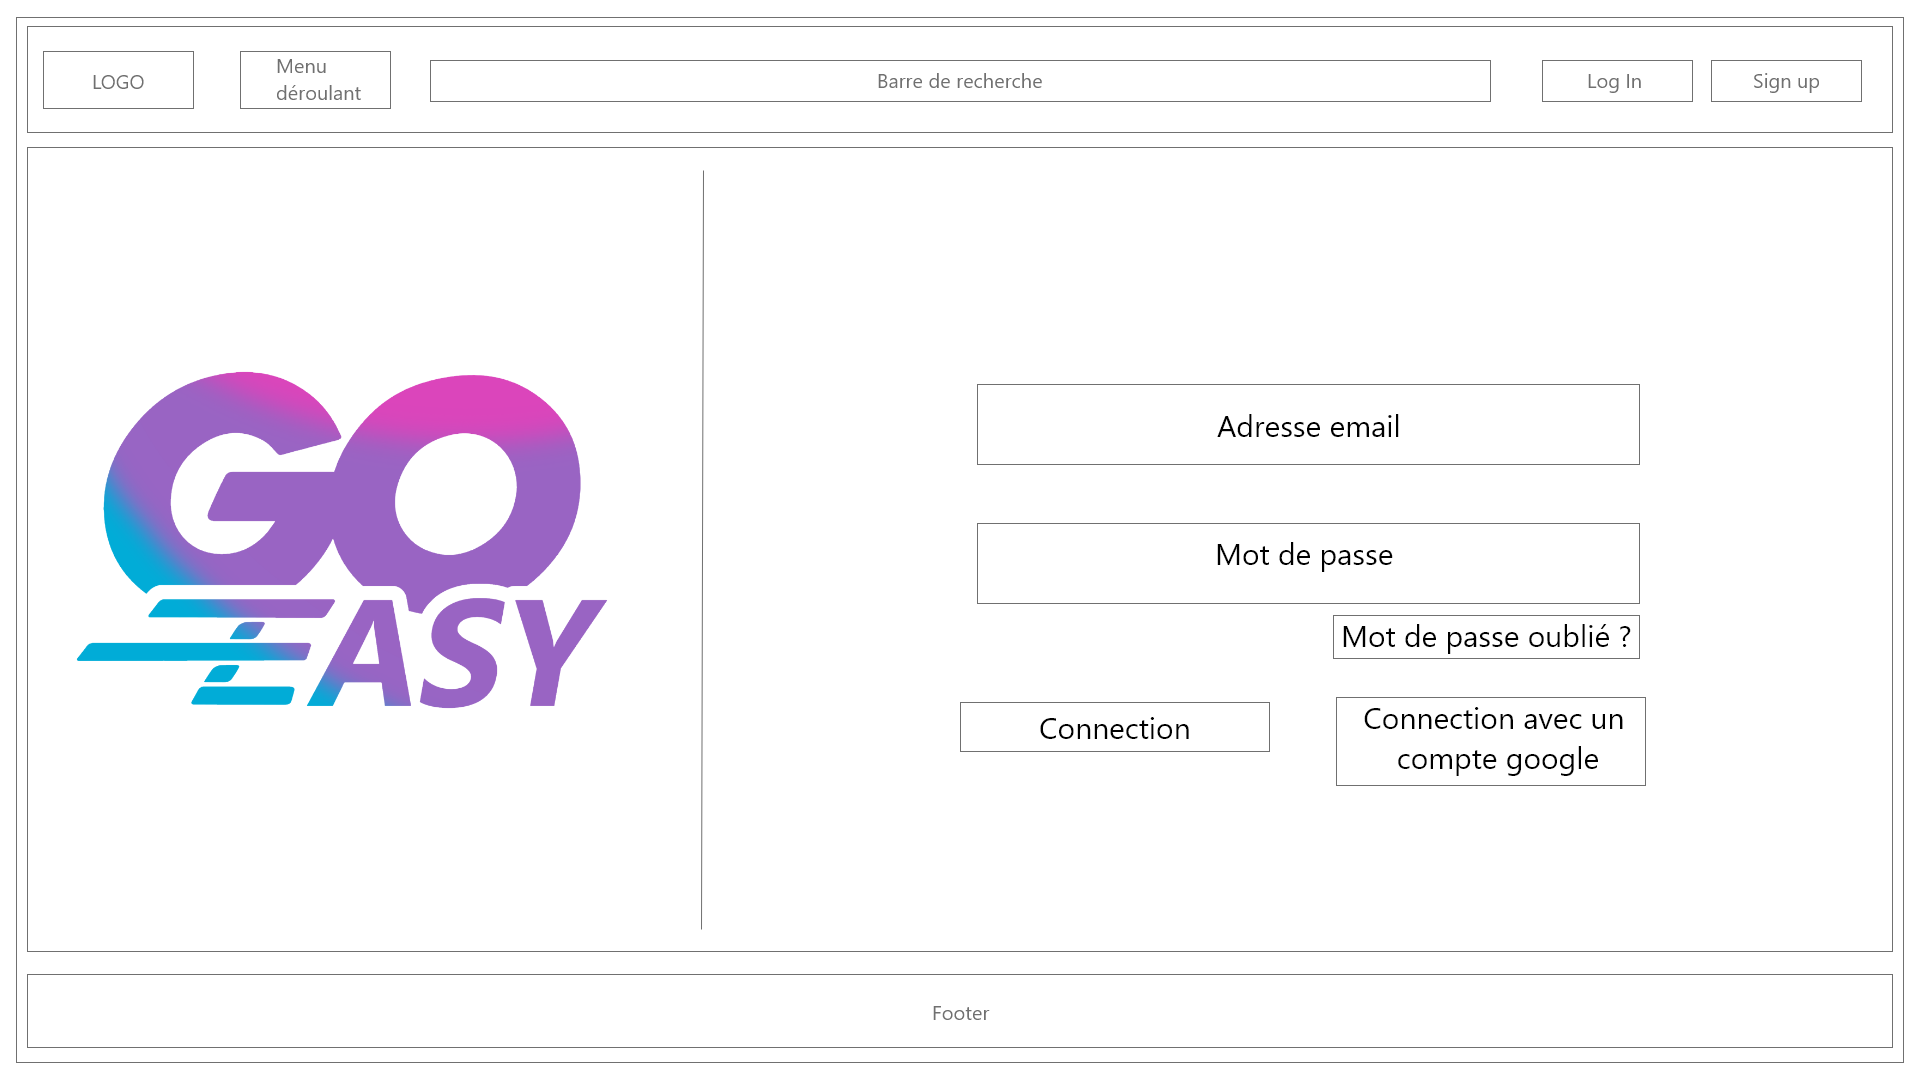 LOGO
Menu
déroulant
Barre de recherche
Log In
Sign up
GO
EASY
Adresse email
Mot de passe
Mot de passe oublié ?
Connection
Connection avec un
compte google
Footer